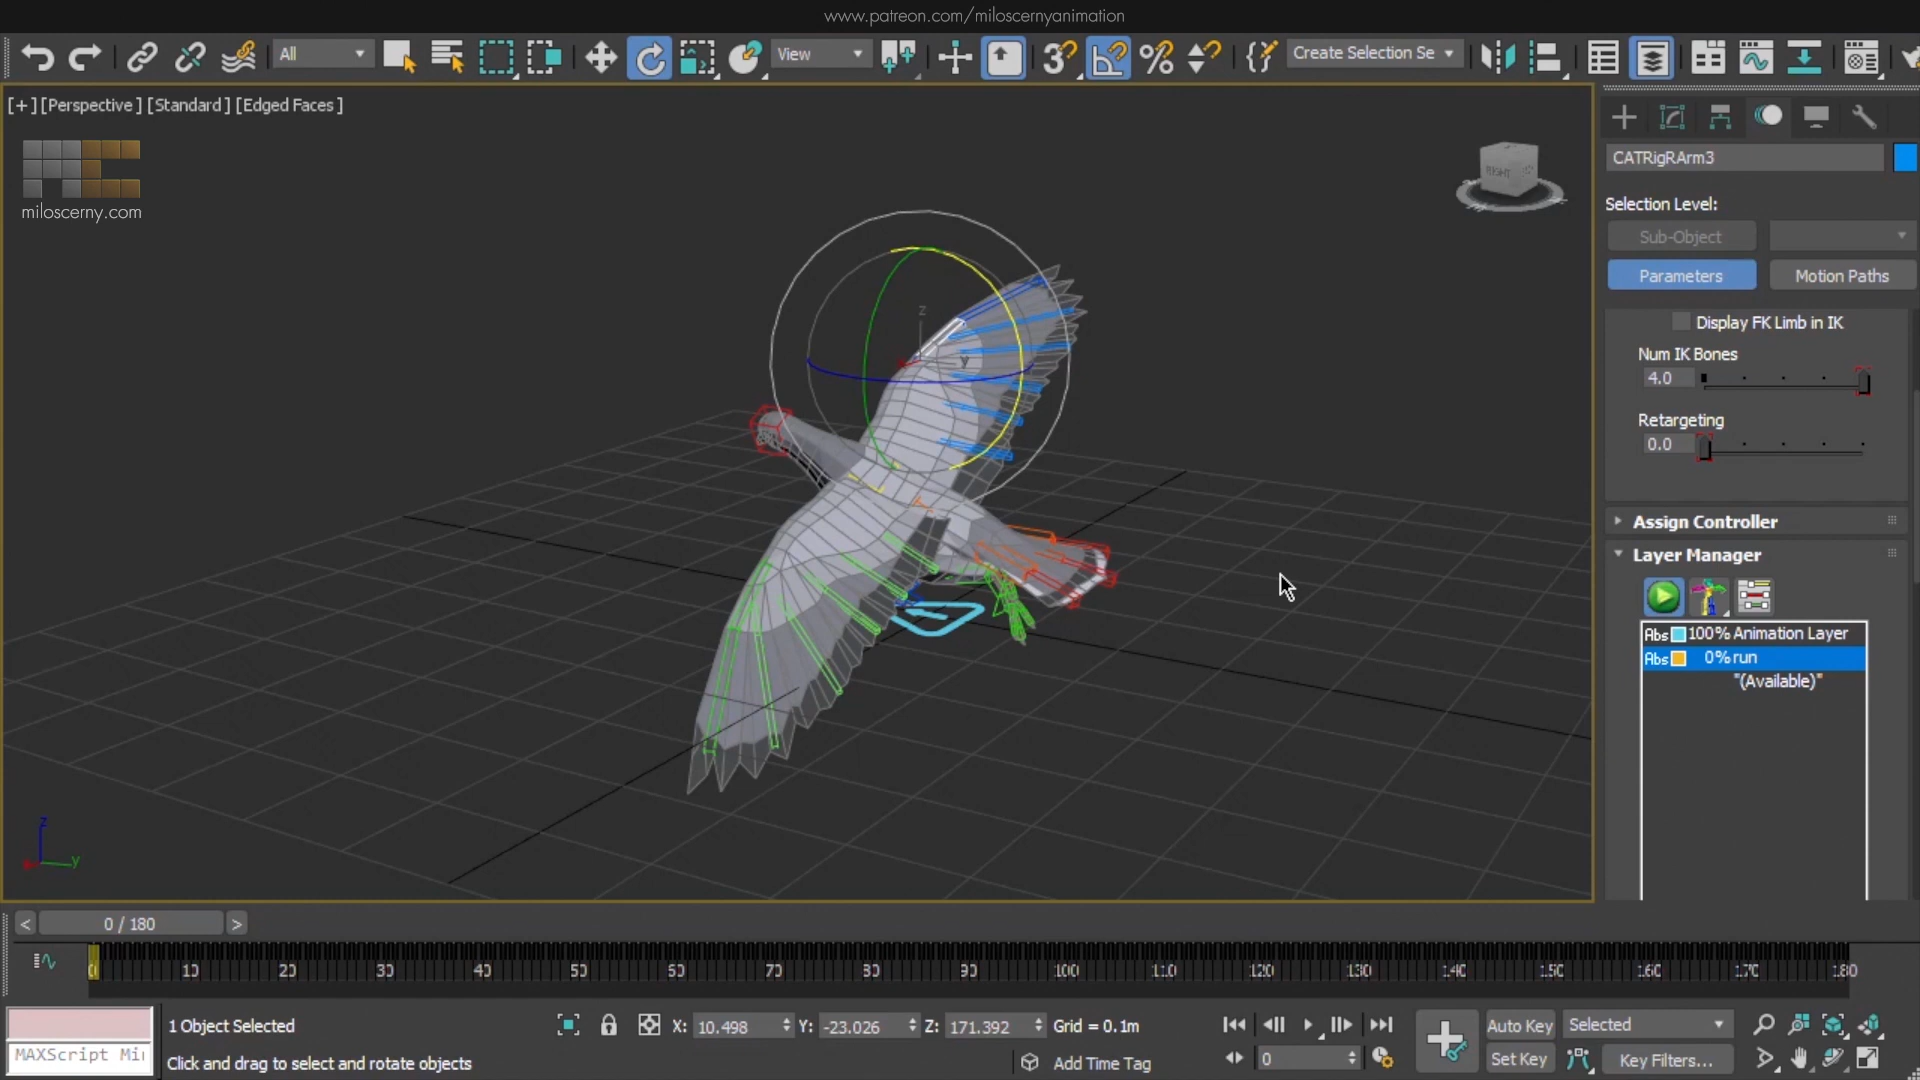 www.patreon.com/miloscernyanimation
All
View
Create Selection Se
[+] [Perspective ] [Standard ] [Edged Faces ]
miloscerny.com
RIGHT
CATRigRArm3
Selection Level:
Sub-Object
Parameters
Motion Paths
Display FK Limb in IK
Num IK Bones
4.0
Retargeting
0.0
Assign Controller
Layer Manager
Abs 100% Animation Layer
Abs 0% run
"(Available)"
z
y
z
y
< 0 / 180 >
0 10 20 30 40 50 60 70 80 90 100 110 120 130 140 150 160 170 180
1 Object Selected
X: 10.498 Y: -23.026 Z: 171.392 Grid = 0.1m
Auto Key
Selected
MAXScript Mi
Click and drag to select and rotate objects
Add Time Tag
0
Set Key
Key Filters...